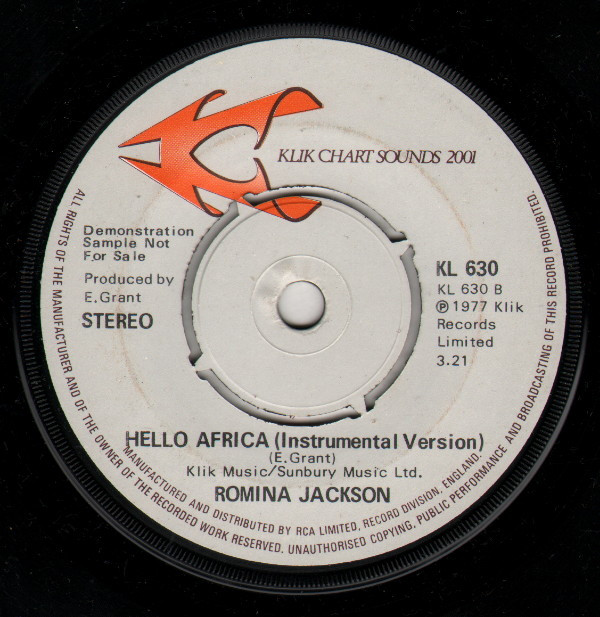 KLIK CHART SOUNDS 2001
Demonstration
Sample Not
For Sale
Produced by
E.Grant
STEREO
KL 630
KL 630 B
℗ 1977 Klik
Records
Limited
3.21
HELLO AFRICA (Instrumental Version)
(E.Grant)
Klik Music/Sunbury Music Ltd.
ROMINA JACKSON
MANUFACTURED AND DISTRIBUTED BY RCA LIMITED, RECORD DIVISION, ENGLAND.
ALL RIGHTS OF THE MANUFACTURER AND OF THE OWNER OF THE RECORDED WORK RESERVED. UNAUTHORISED COPYING, PUBLIC PERFORMANCE AND BROADCASTING OF THIS RECORD PROHIBITED.